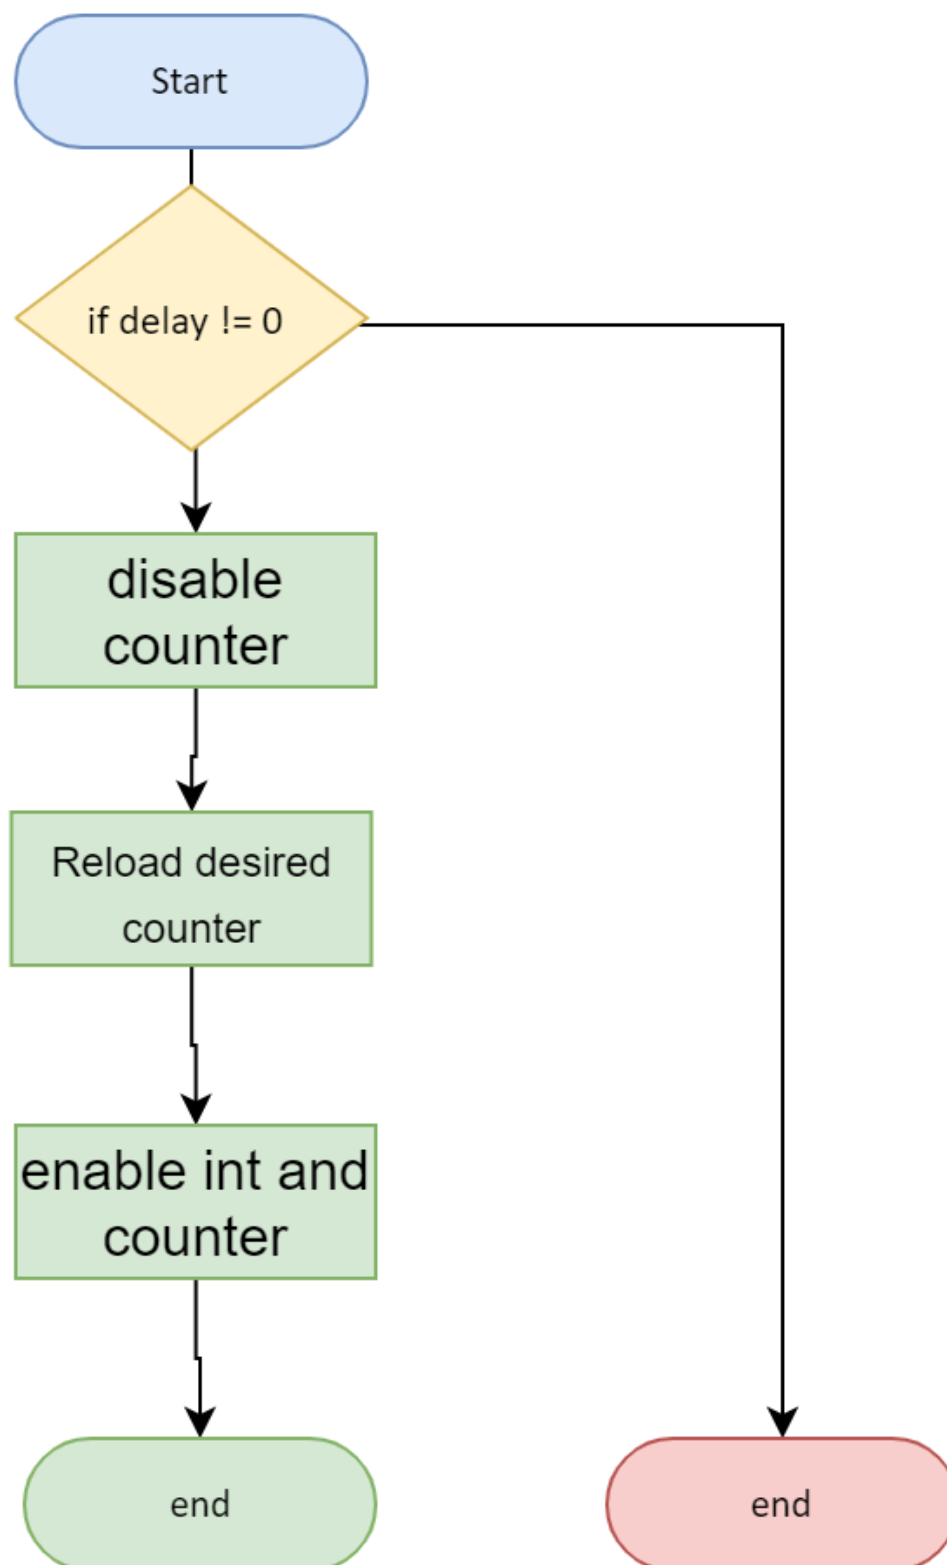 Start
if delay != 0
disable
counter
Reload desired
counter
enable int and
counter
end
end